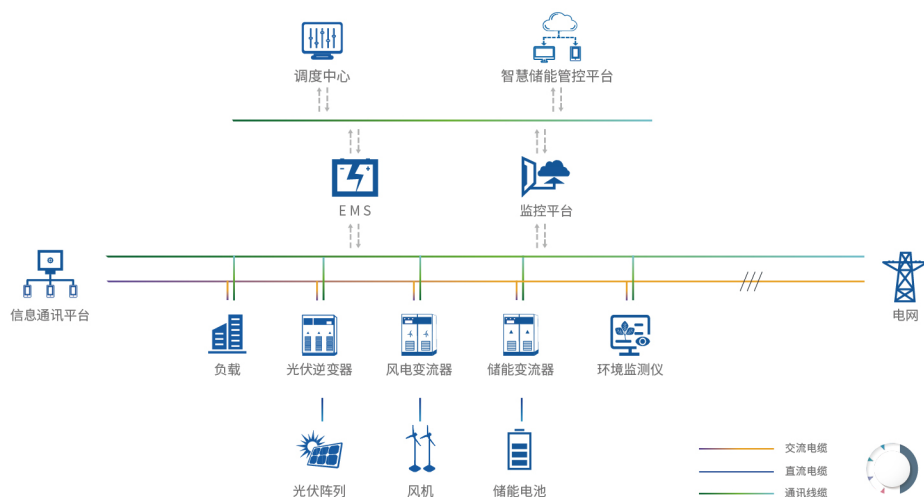 调度中心
智慧储能管控平台
EMS
监控平台
信息通讯平台
电网
负载
光伏逆变器
风电变流器
储能变流器
环境监测仪
光伏阵列
风机
储能电池
交流电缆
直流电缆
通讯线缆